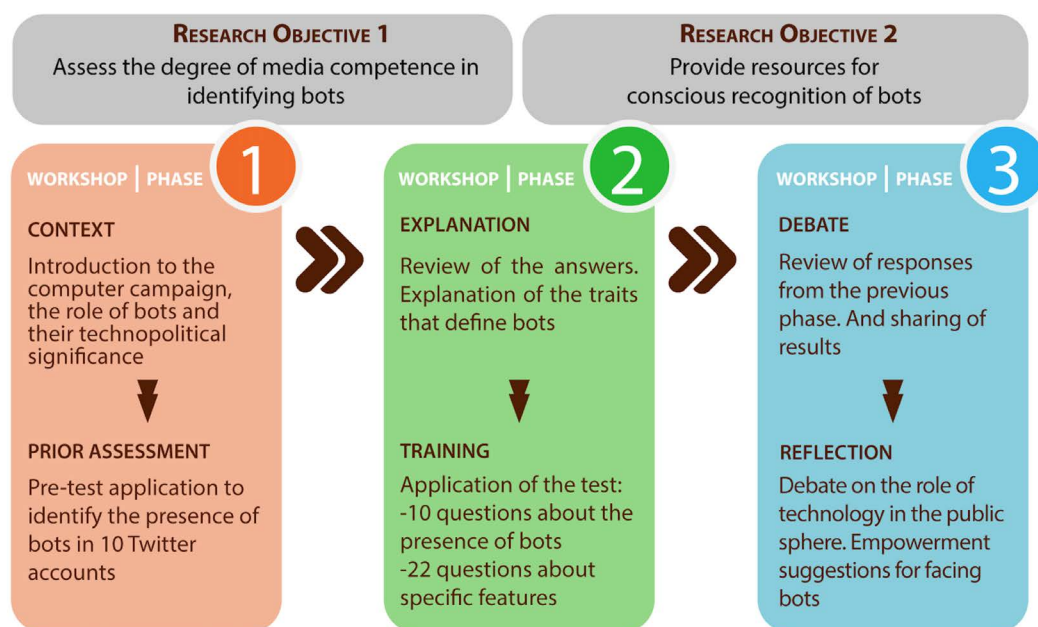 RESEARCH OBJECTIVE 1
Assess the degree of media competence in
identifying bots
RESEARCH OBJECTIVE 2
Provide resources for
conscious recognition of bots
WORKSHOP | PHASE 1
CONTEXT
Introduction to the
computer campaign,
the role of bots and
their technopolitical
significance
PRIOR ASSESSMENT
Pre-test application to
identify the presence of
bots in 10 Twitter
accounts
WORKSHOP | PHASE 2
EXPLANATION
Review of the answers.
Explanation of the traits
that define bots
TRAINING
Application of the test:
-10 questions about the
presence of bots
-22 questions about
specific features
WORKSHOP | PHASE 3
DEBATE
Review of responses
from the previous
phase. And sharing of
results
REFLECTION
Debate on the role of
technology in the public
sphere. Empowerment
suggestions for facing
bots